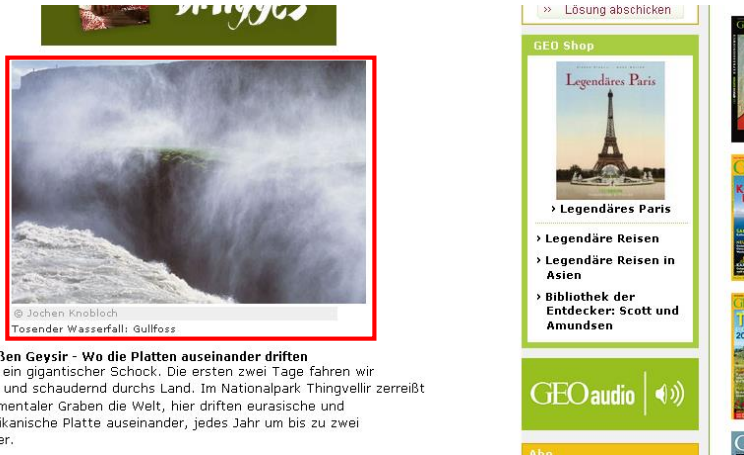 Brügges
© Jochen Knobloch
Tosender Wasserfall: Gullfoss
ßen Geysir - Wo die Platten auseinander driften
ein gigantischer Schock. Die ersten zwei Tage fahren wir
und schaudernd durchs Land. Im Nationalpark Thingvellir zerreißt
mentaler Graben die Welt, hier driften eurasische und
ikanische Platte auseinander, jedes Jahr um bis zu zwei
er.
» Lösung abschicken
GEO Shop
Legendäres Paris
› Legendäres Paris
› Legendäre Reisen
› Legendäre Reisen in
Asien
› Bibliothek der
Entdecker: Scott und
Amundsen
GEO audio
Abo